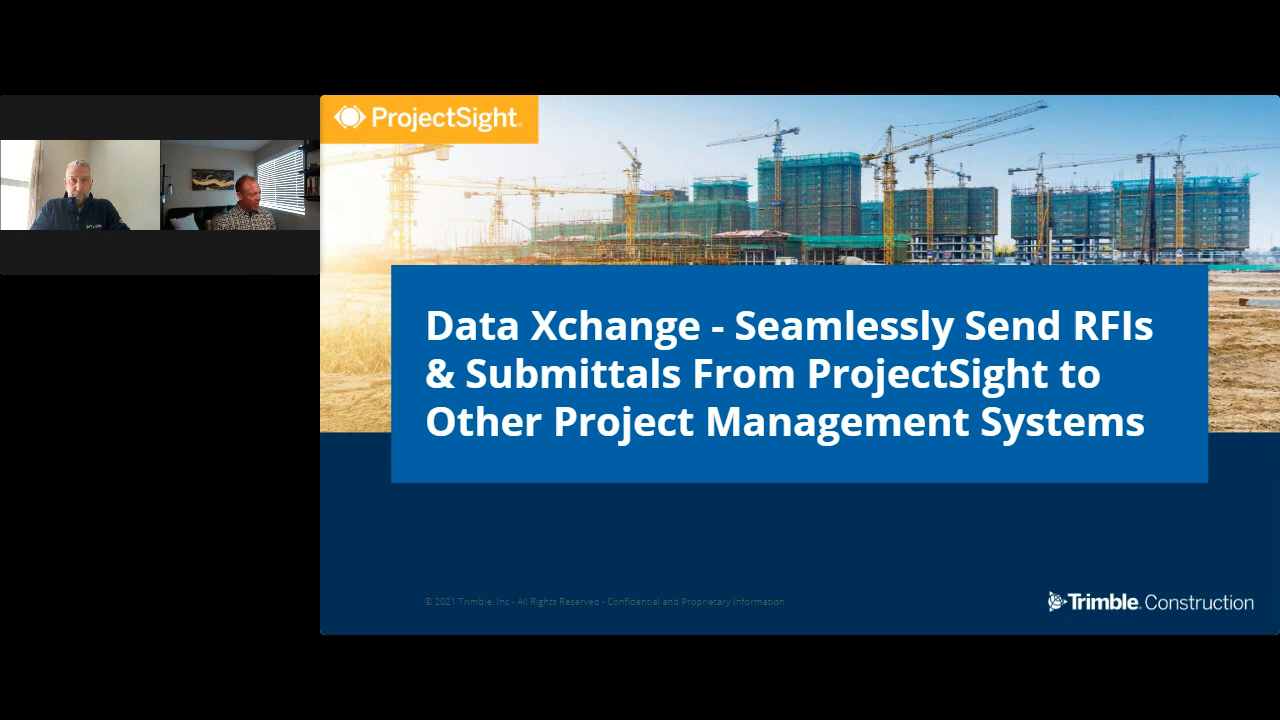 ProjectSight
Data Xchange - Seamlessly Send RFIs
& Submittals From ProjectSight to
Other Project Management Systems
© 2021 Trimble, Inc - All Rights Reserved - Confidential and Proprietary Information
Trimble. Construction